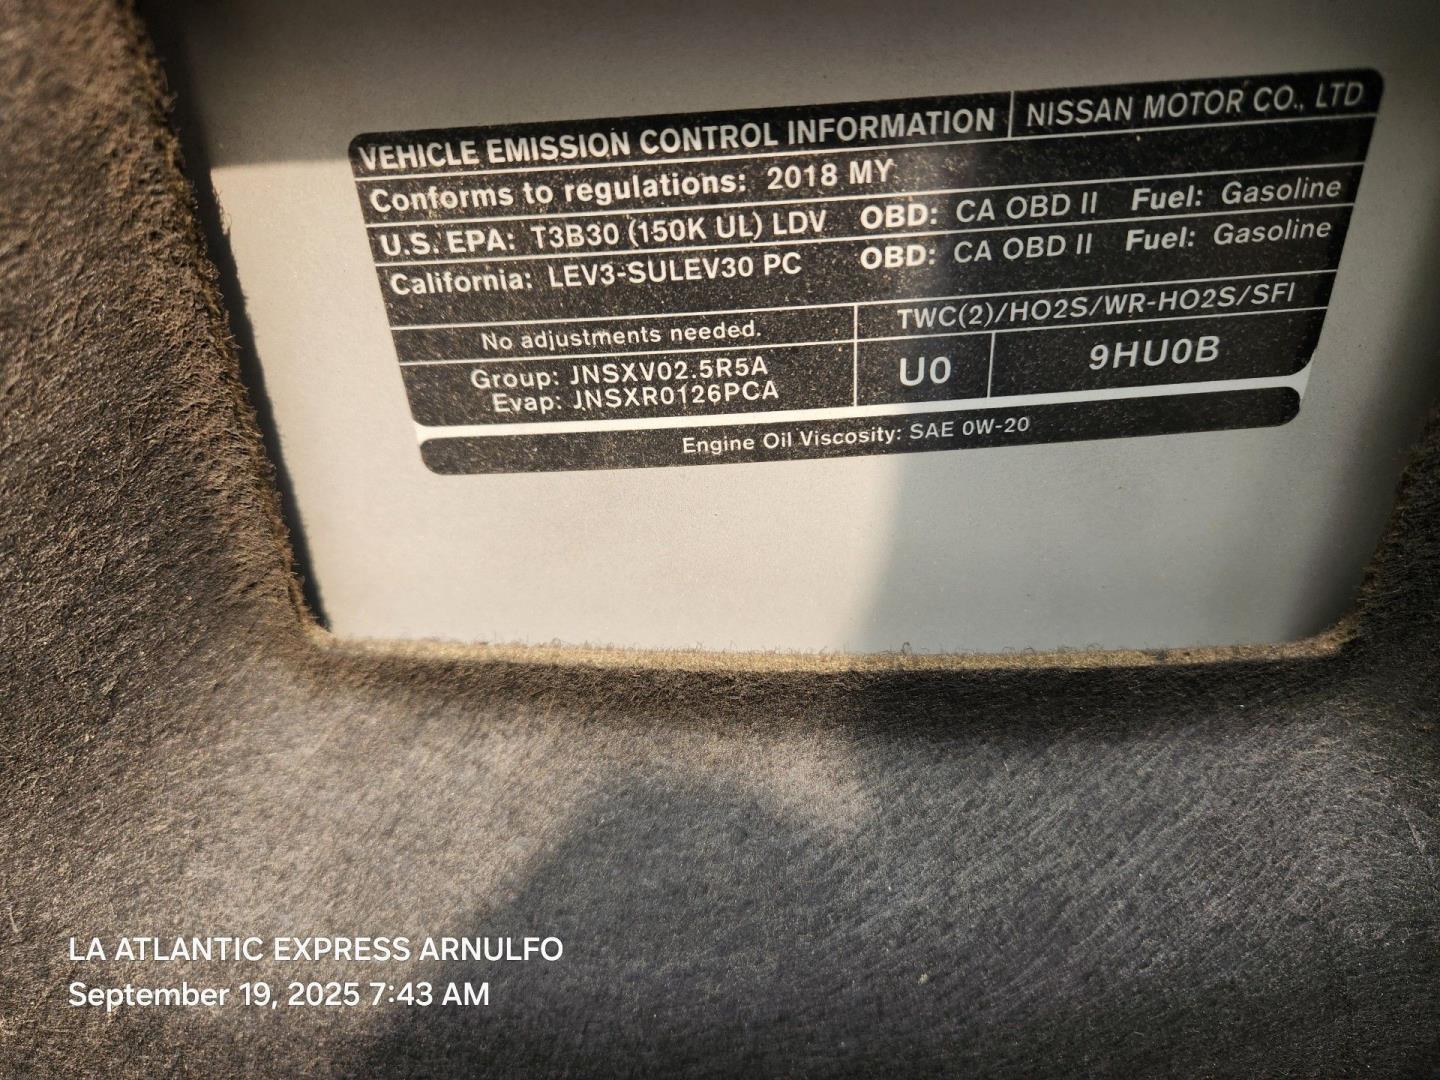 VEHICLE EMISSION CONTROL INFORMATION NISSAN MOTOR CO., LTD
Conforms to regulations: 2018 MY
U.S. EPA: T3B30 (150K UL) LDV OBD: CA OBD II Fuel: Gasoline
California: LEV3-SULEV30 PC OBD: CA OBD II Fuel: Gasoline
No adjustments needed. TWC(2)/HO2S/WR-HO2S/SFI
Group: JNSXV02.5R5A
Evap: JNSXR0126PCA
U0 9HU0B
Engine Oil Viscosity: SAE 0W-20
LA ATLANTIC EXPRESS ARNULFO
September 19, 2025 7:43 AM